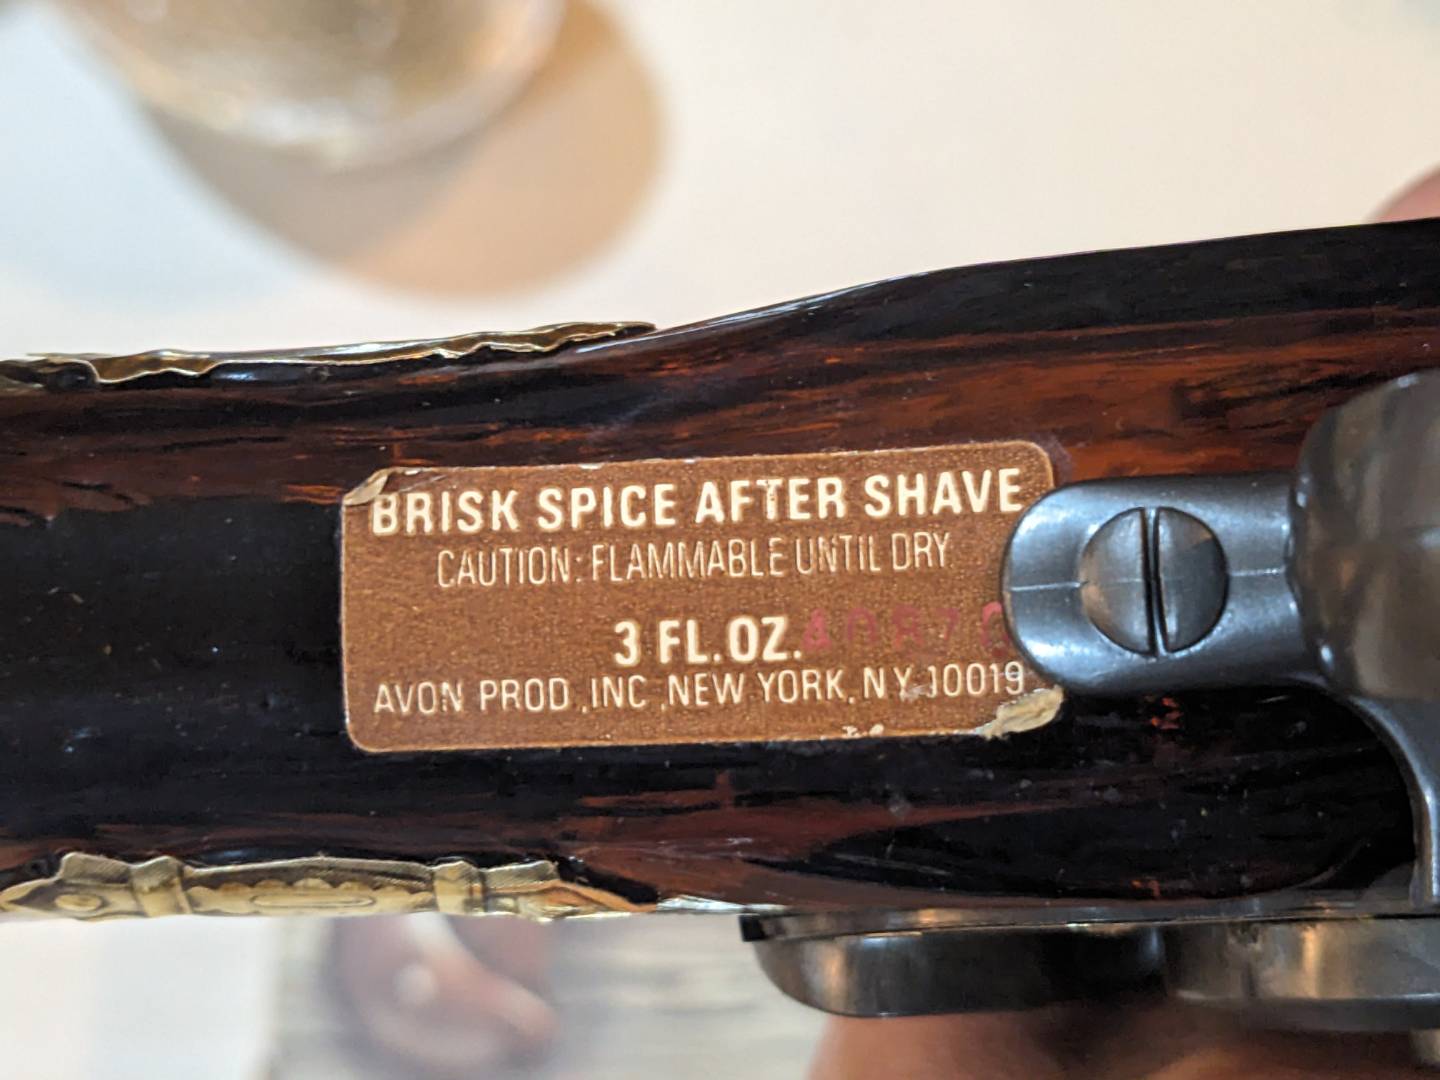 BRISK SPICE AFTER SHAVE
CAUTION: FLAMMABLE UNTIL DRY
3 FL.OZ.
AVON PROD., INC., NEW YORK, N.Y. 10019